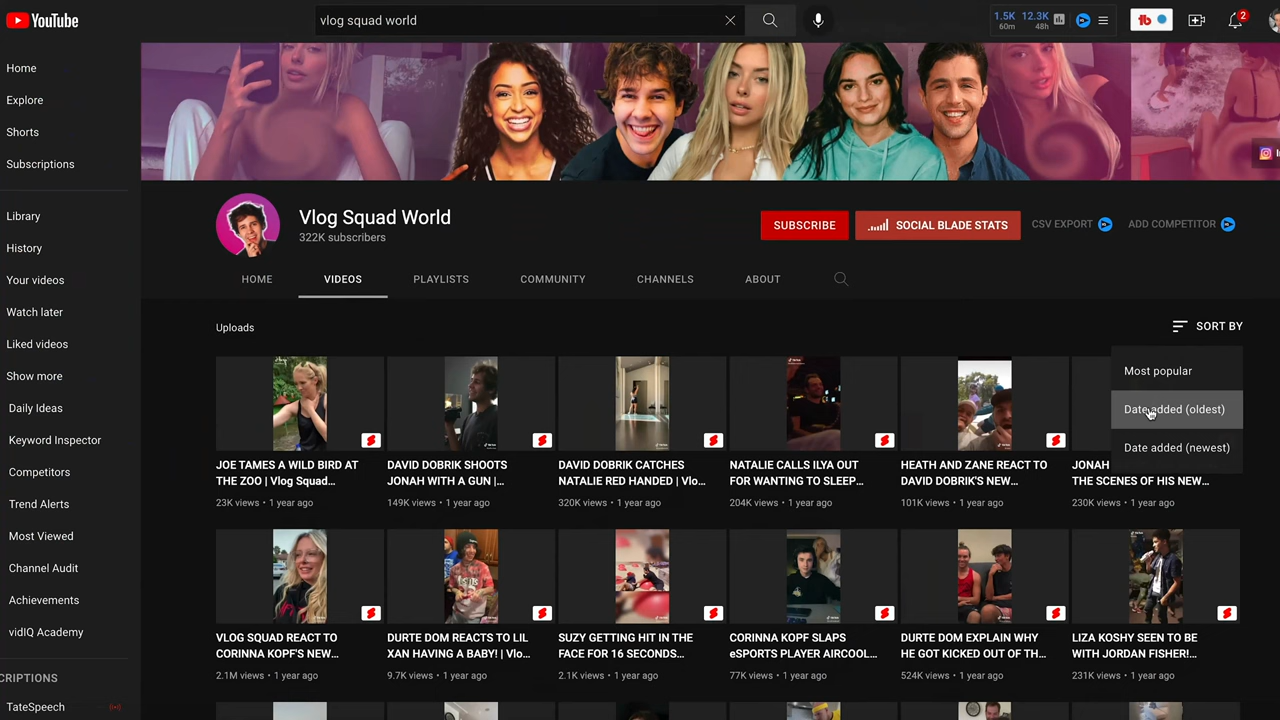 YouTube
vlog squad world
1.5K
60m
12.3K
48h
tb
2
Home
Explore
Shorts
Subscriptions
Library
History
Your videos
Watch later
Liked videos
Show more
Daily Ideas
Keyword Inspector
Competitors
Trend Alerts
Most Viewed
Channel Audit
Achievements
vidIQ Academy
CRIPTIONS
TateSpeech
Vlog Squad World
322K subscribers
SUBSCRIBE
SOCIAL BLADE STATS
CSV EXPORT
ADD COMPETITOR
HOME
VIDEOS
PLAYLISTS
COMMUNITY
CHANNELS
ABOUT
Uploads
SORT BY
Most popular
Date added (oldest)
Date added (newest)
JOE TAMES A WILD BIRD AT
THE ZOO | Vlog Squad...
23K views • 1 year ago
DAVID DOBRIK SHOOTS
JONAH WITH A GUN |...
149K views • 1 year ago
DAVID DOBRIK CATCHES
NATALIE RED HANDED | Vlo...
320K views • 1 year ago
NATALIE CALLS ILYA OUT
FOR WANTING TO SLEEP...
204K views • 1 year ago
HEATH AND ZANE REACT TO
DAVID DOBRIK'S NEW...
101K views • 1 year ago
JONAH
THE SCENES OF HIS NEW...
230K views • 1 year ago
VLOG SQUAD REACT TO
CORINNA KOPF'S NEW...
2.1M views • 1 year ago
DURTE DOM REACTS TO LIL
XAN HAVING A BABY! | Vlo...
9.7K views • 1 year ago
SUZY GETTING HIT IN THE
FACE FOR 16 SECONDS...
2.1K views • 1 year ago
CORINNA KOPF SLAPS
eSPORTS PLAYER AIRCOOL...
77K views • 1 year ago
DURTE DOM EXPLAIN WHY
HE GOT KICKED OUT OF TH...
524K views • 1 year ago
LIZA KOSHY SEEN TO BE
WITH JORDAN FISHER!...
231K views • 1 year ago